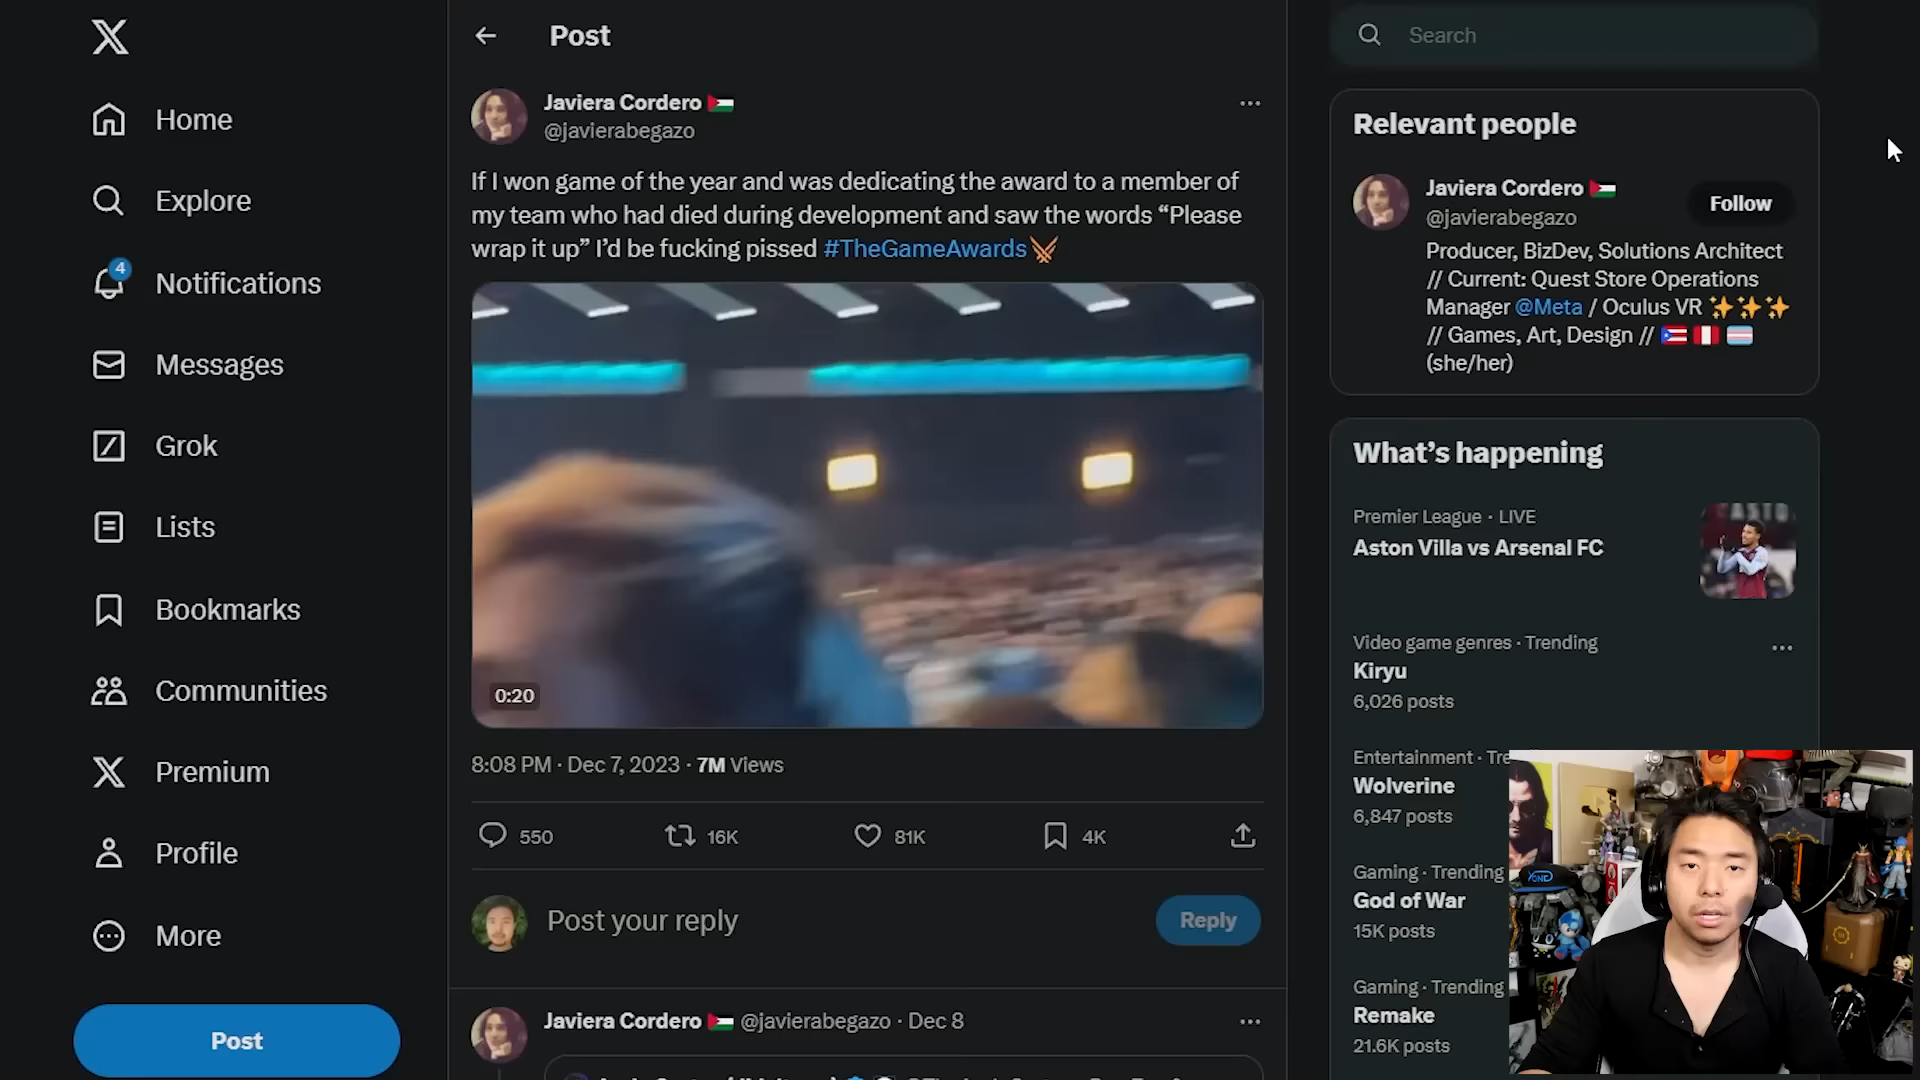 Post
Search
Home
Explore
4
Notifications
Messages
Grok
Lists
Bookmarks
Communities
Premium
Profile
More
Post
Javiera Cordero
@javierabegazo
If I won game of the year and was dedicating the award to a member of
my team who had died during development and saw the words “Please
wrap it up” I’d be fucking pissed #TheGameAwards
0:20
8:08 PM · Dec 7, 2023 · 7M Views
550
16K
81K
4K
Post your reply
Reply
Javiera Cordero @javierabegazo · Dec 8
Relevant people
Javiera Cordero
@javierabegazo
Follow
Producer, BizDev, Solutions Architect
// Current: Quest Store Operations
Manager @Meta / Oculus VR
// Games, Art, Design //
(she/her)
What’s happening
Premier League · LIVE
Aston Villa vs Arsenal FC
Video game genres · Trending
Kiryu
6,026 posts
Entertainment · Tre
Wolverine
6,847 posts
Gaming · Trending
God of War
15K posts
Gaming · Trending
Remake
21.6K posts